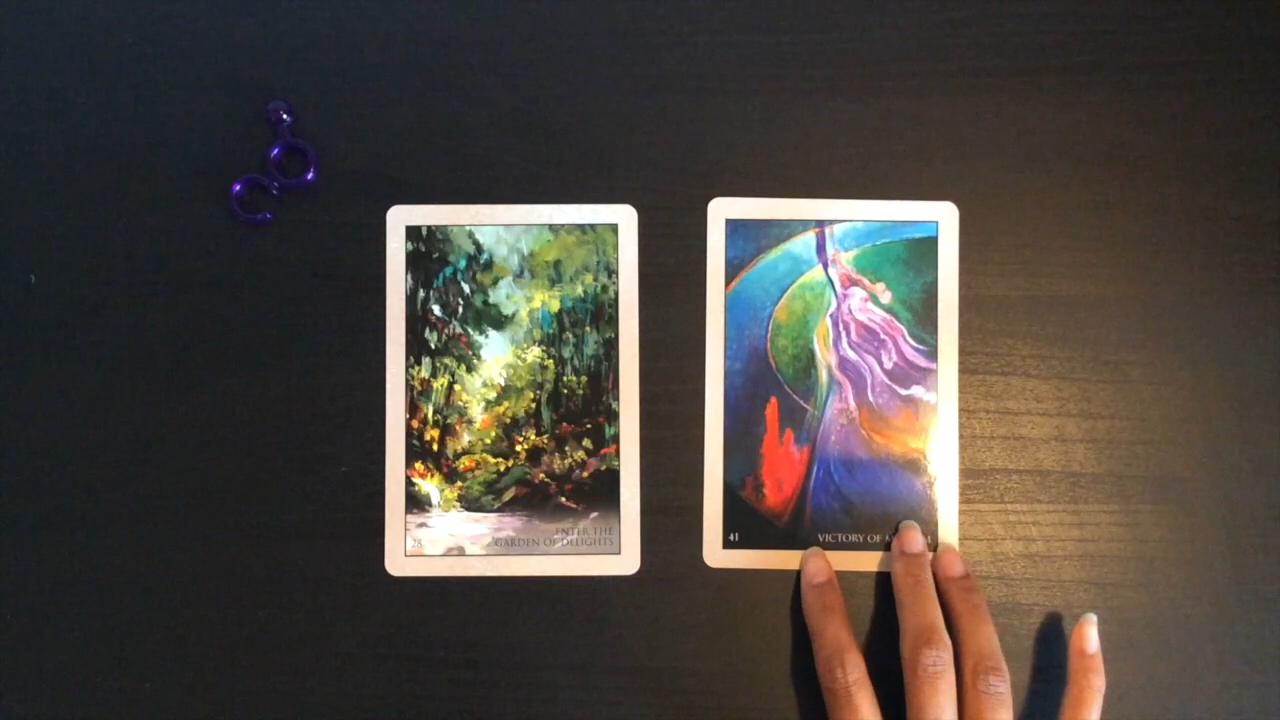 ENTER THE
GARDEN OF DELIGHTS
28
41
VICTORY OF